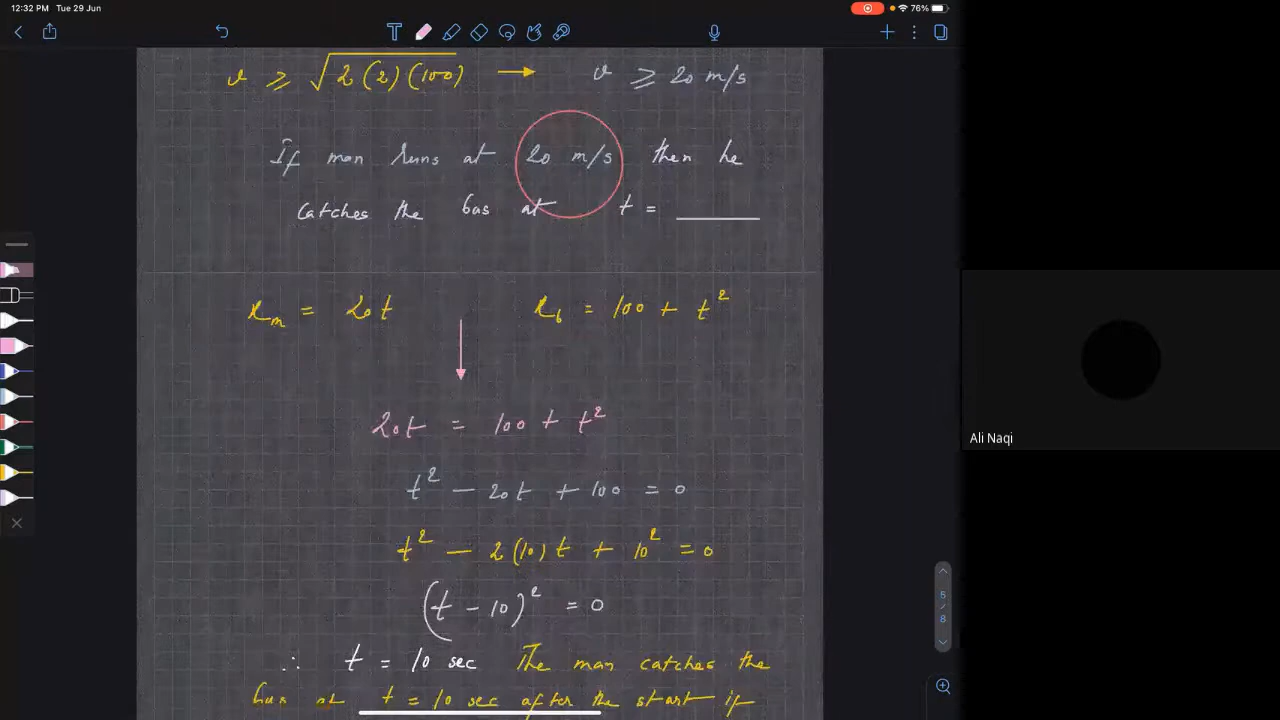 12:32 PM Tue 29 Jun
76%
v ⩾ √2(2)(100) → v ⩾ 20 m/s
If man runs at 20 m/s then he
catches the bus at t = ______
xₘ = 20t x_b = 100 + t²
20t = 100 + t²
t² – 20t + 100 = 0
t² – 2(10)t + 10² = 0
(t – 10)² = 0
∴ t = 10 sec The man catches the
bus at t = 10 sec after the start if
5
/
8
Ali Naqi